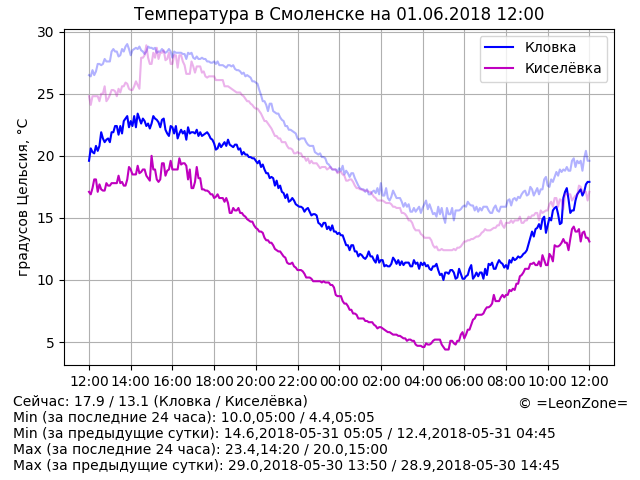 Температура в Смоленске на 01.06.2018 12:00
Кловка
Киселёвка
градусов Цельсия, °C
30
25
20
15
10
5
12:00 14:00 16:00 18:00 20:00 22:00 00:00 02:00 04:00 06:00 08:00 10:00 12:00
Сейчас: 17.9 / 13.1 (Кловка / Киселёвка)
© =LeonZone=
Min (за последние 24 часа): 10.0,05:00 / 4.4,05:05
Min (за предыдущие сутки): 14.6,2018-05-31 05:05 / 12.4,2018-05-31 04:45
Max (за последние 24 часа): 23.4,14:20 / 20.0,15:00
Max (за предыдущие сутки): 29.0,2018-05-30 13:50 / 28.9,2018-05-30 14:45